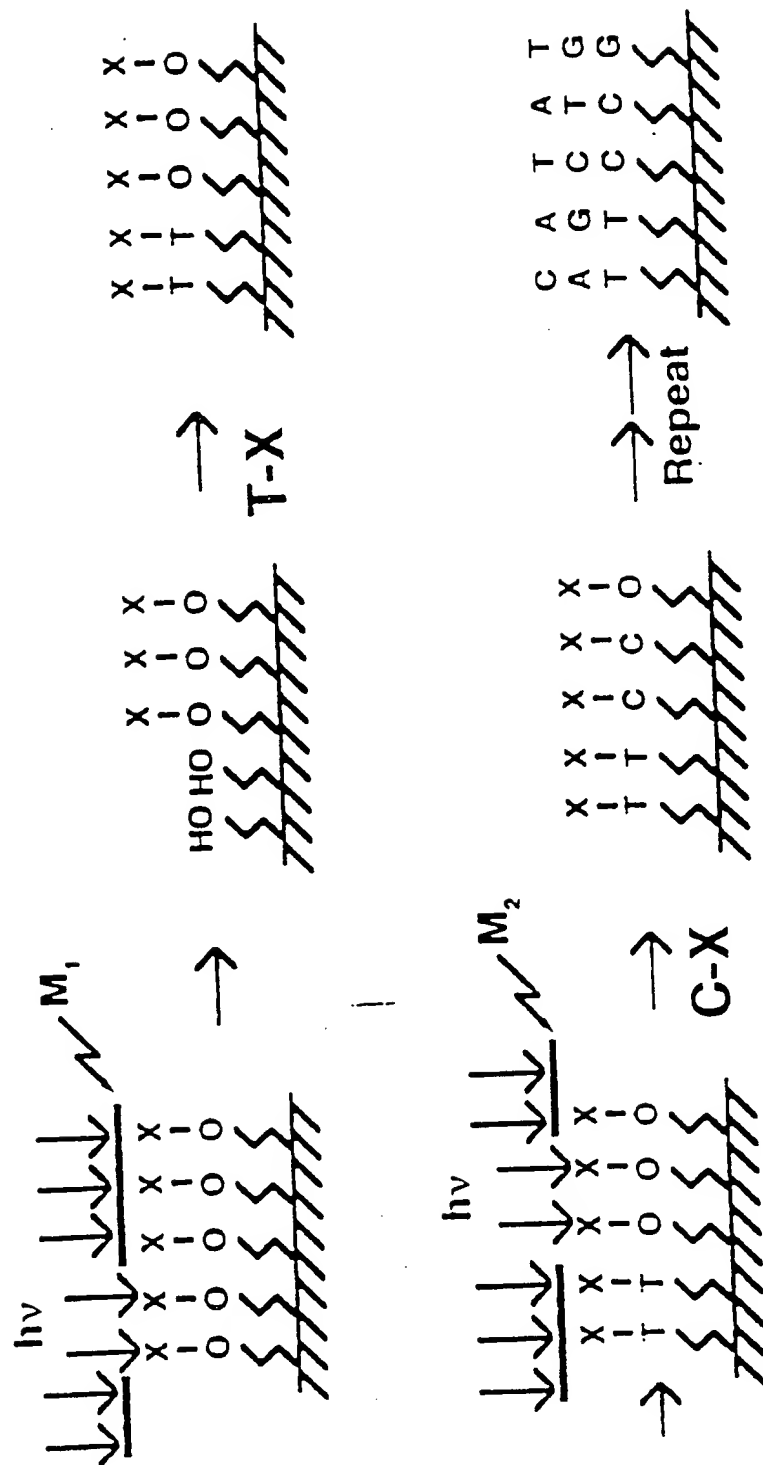 hν
M₁
X X X X X
O O O O O
X X X
HO HO O O O
T-X
X X X X X
T T O O O
hν
M₂
X X X X X
T T O O O
C-X
X X X X X
T T C C O
Repeat
C A T A T
A G C T G
T T C C G